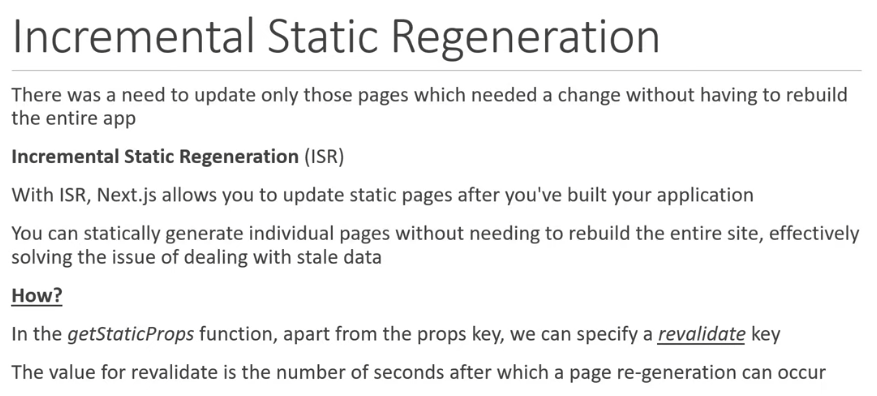 Incremental Static Regeneration
There was a need to update only those pages which needed a change without having to rebuild
the entire app
Incremental Static Regeneration (ISR)
With ISR, Next.js allows you to update static pages after you've built your application
You can statically generate individual pages without needing to rebuild the entire site, effectively
solving the issue of dealing with stale data
How?
In the getStaticProps function, apart from the props key, we can specify a revalidate key
The value for revalidate is the number of seconds after which a page re-generation can occur